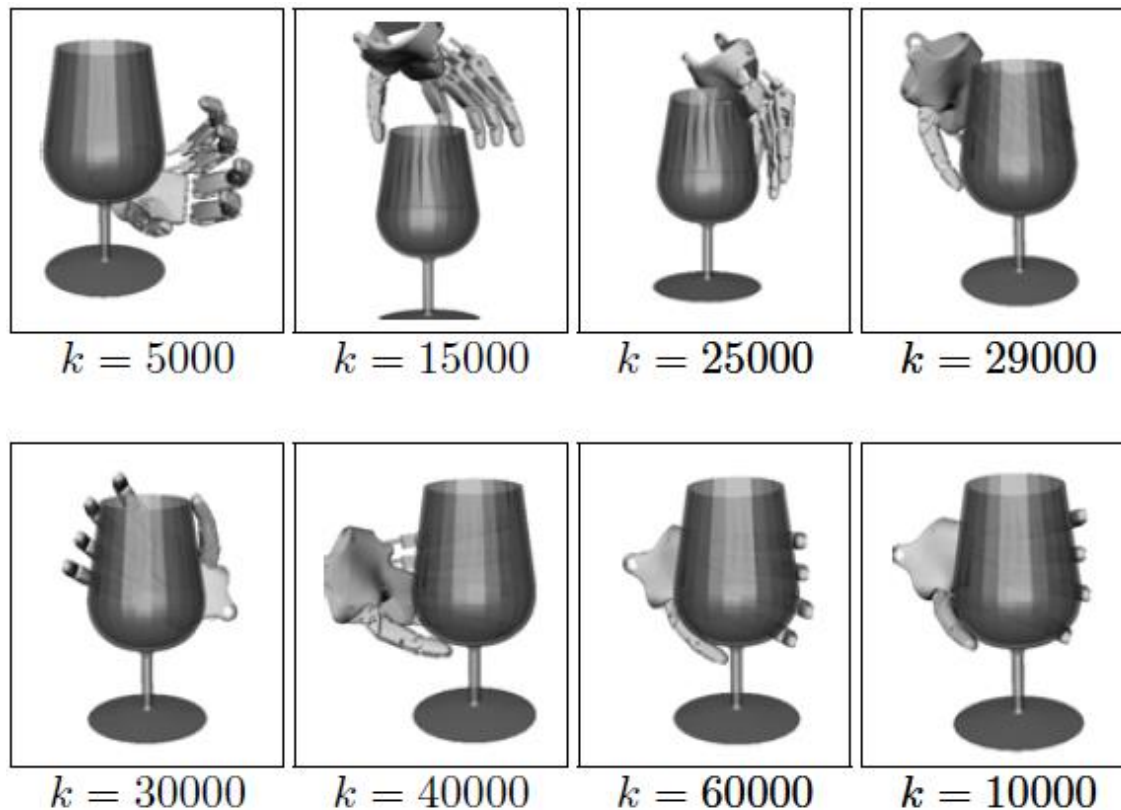 k = 5000 k = 15000 k = 25000 k = 29000
k = 30000 k = 40000 k = 60000 k = 10000